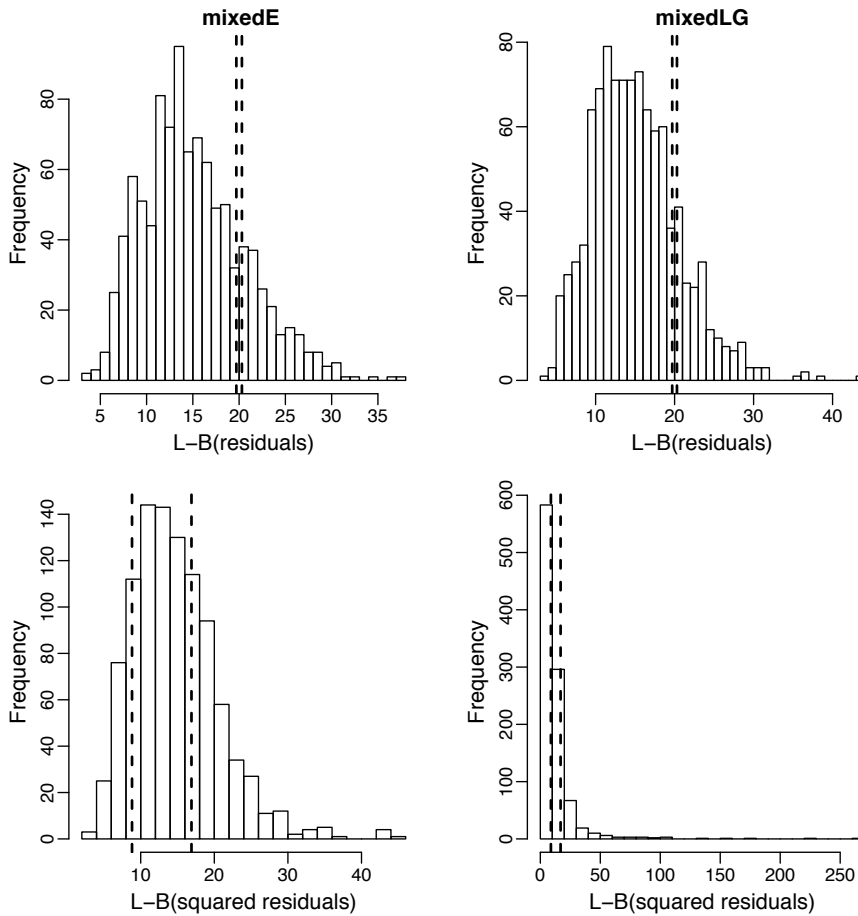 mixedE
Frequency
0 20 40 60 80
5 10 15 20 25 30 35
L−B(residuals)
mixedLG
Frequency
0 20 40 60 80
10 20 30 40
L−B(residuals)
Frequency
0 20 40 60 80 100 120 140
10 20 30 40
L−B(squared residuals)
Frequency
0 100 200 300 400 500 600
0 50 100 150 200 250
L−B(squared residuals)